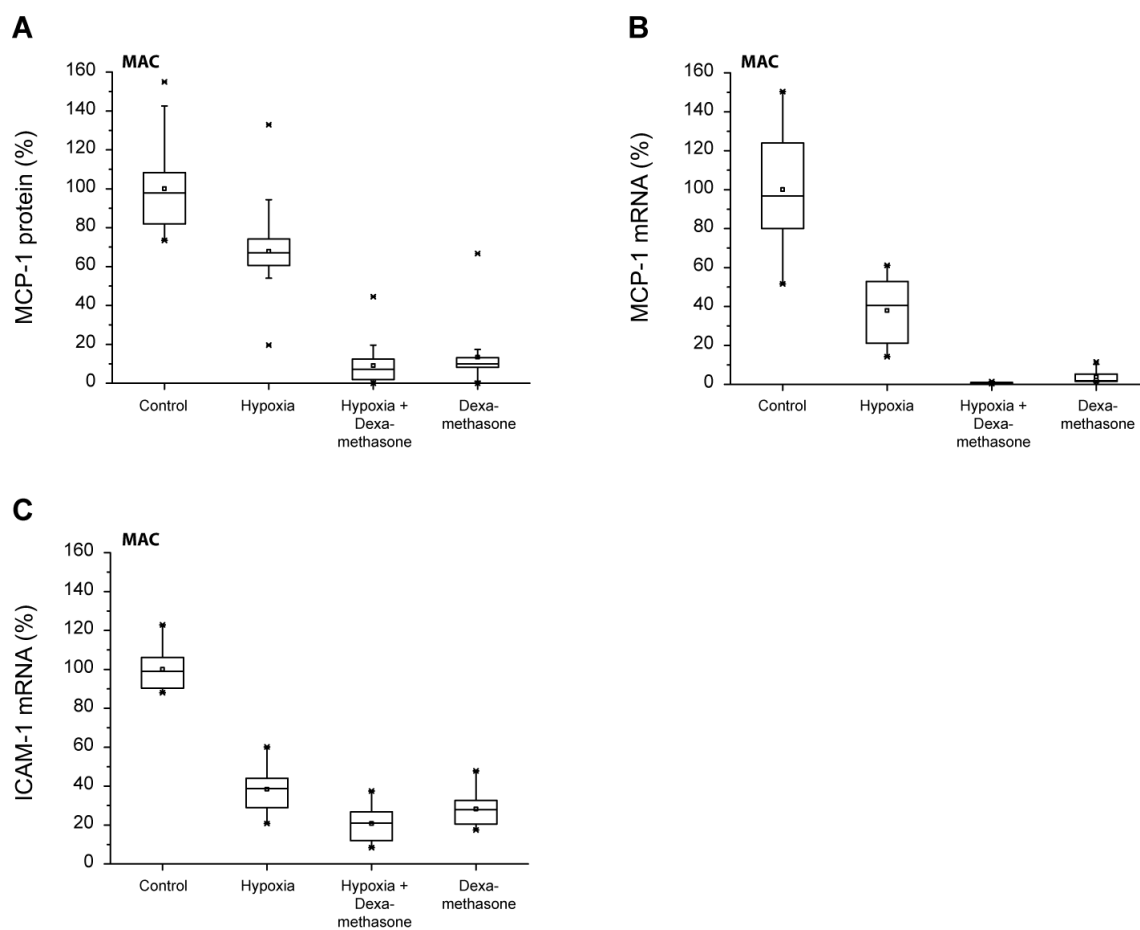 A
MAC
MCP-1 protein (%)
160
140
120
100
80
60
40
20
0
Control
Hypoxia
Hypoxia +
Dexa-
methasone
Dexa-
methasone
B
MAC
MCP-1 mRNA (%)
160
140
120
100
80
60
40
20
0
Control
Hypoxia
Hypoxia +
Dexa-
methasone
Dexa-
methasone
C
MAC
ICAM-1 mRNA (%)
160
140
120
100
80
60
40
20
0
Control
Hypoxia
Hypoxia +
Dexa-
methasone
Dexa-
methasone